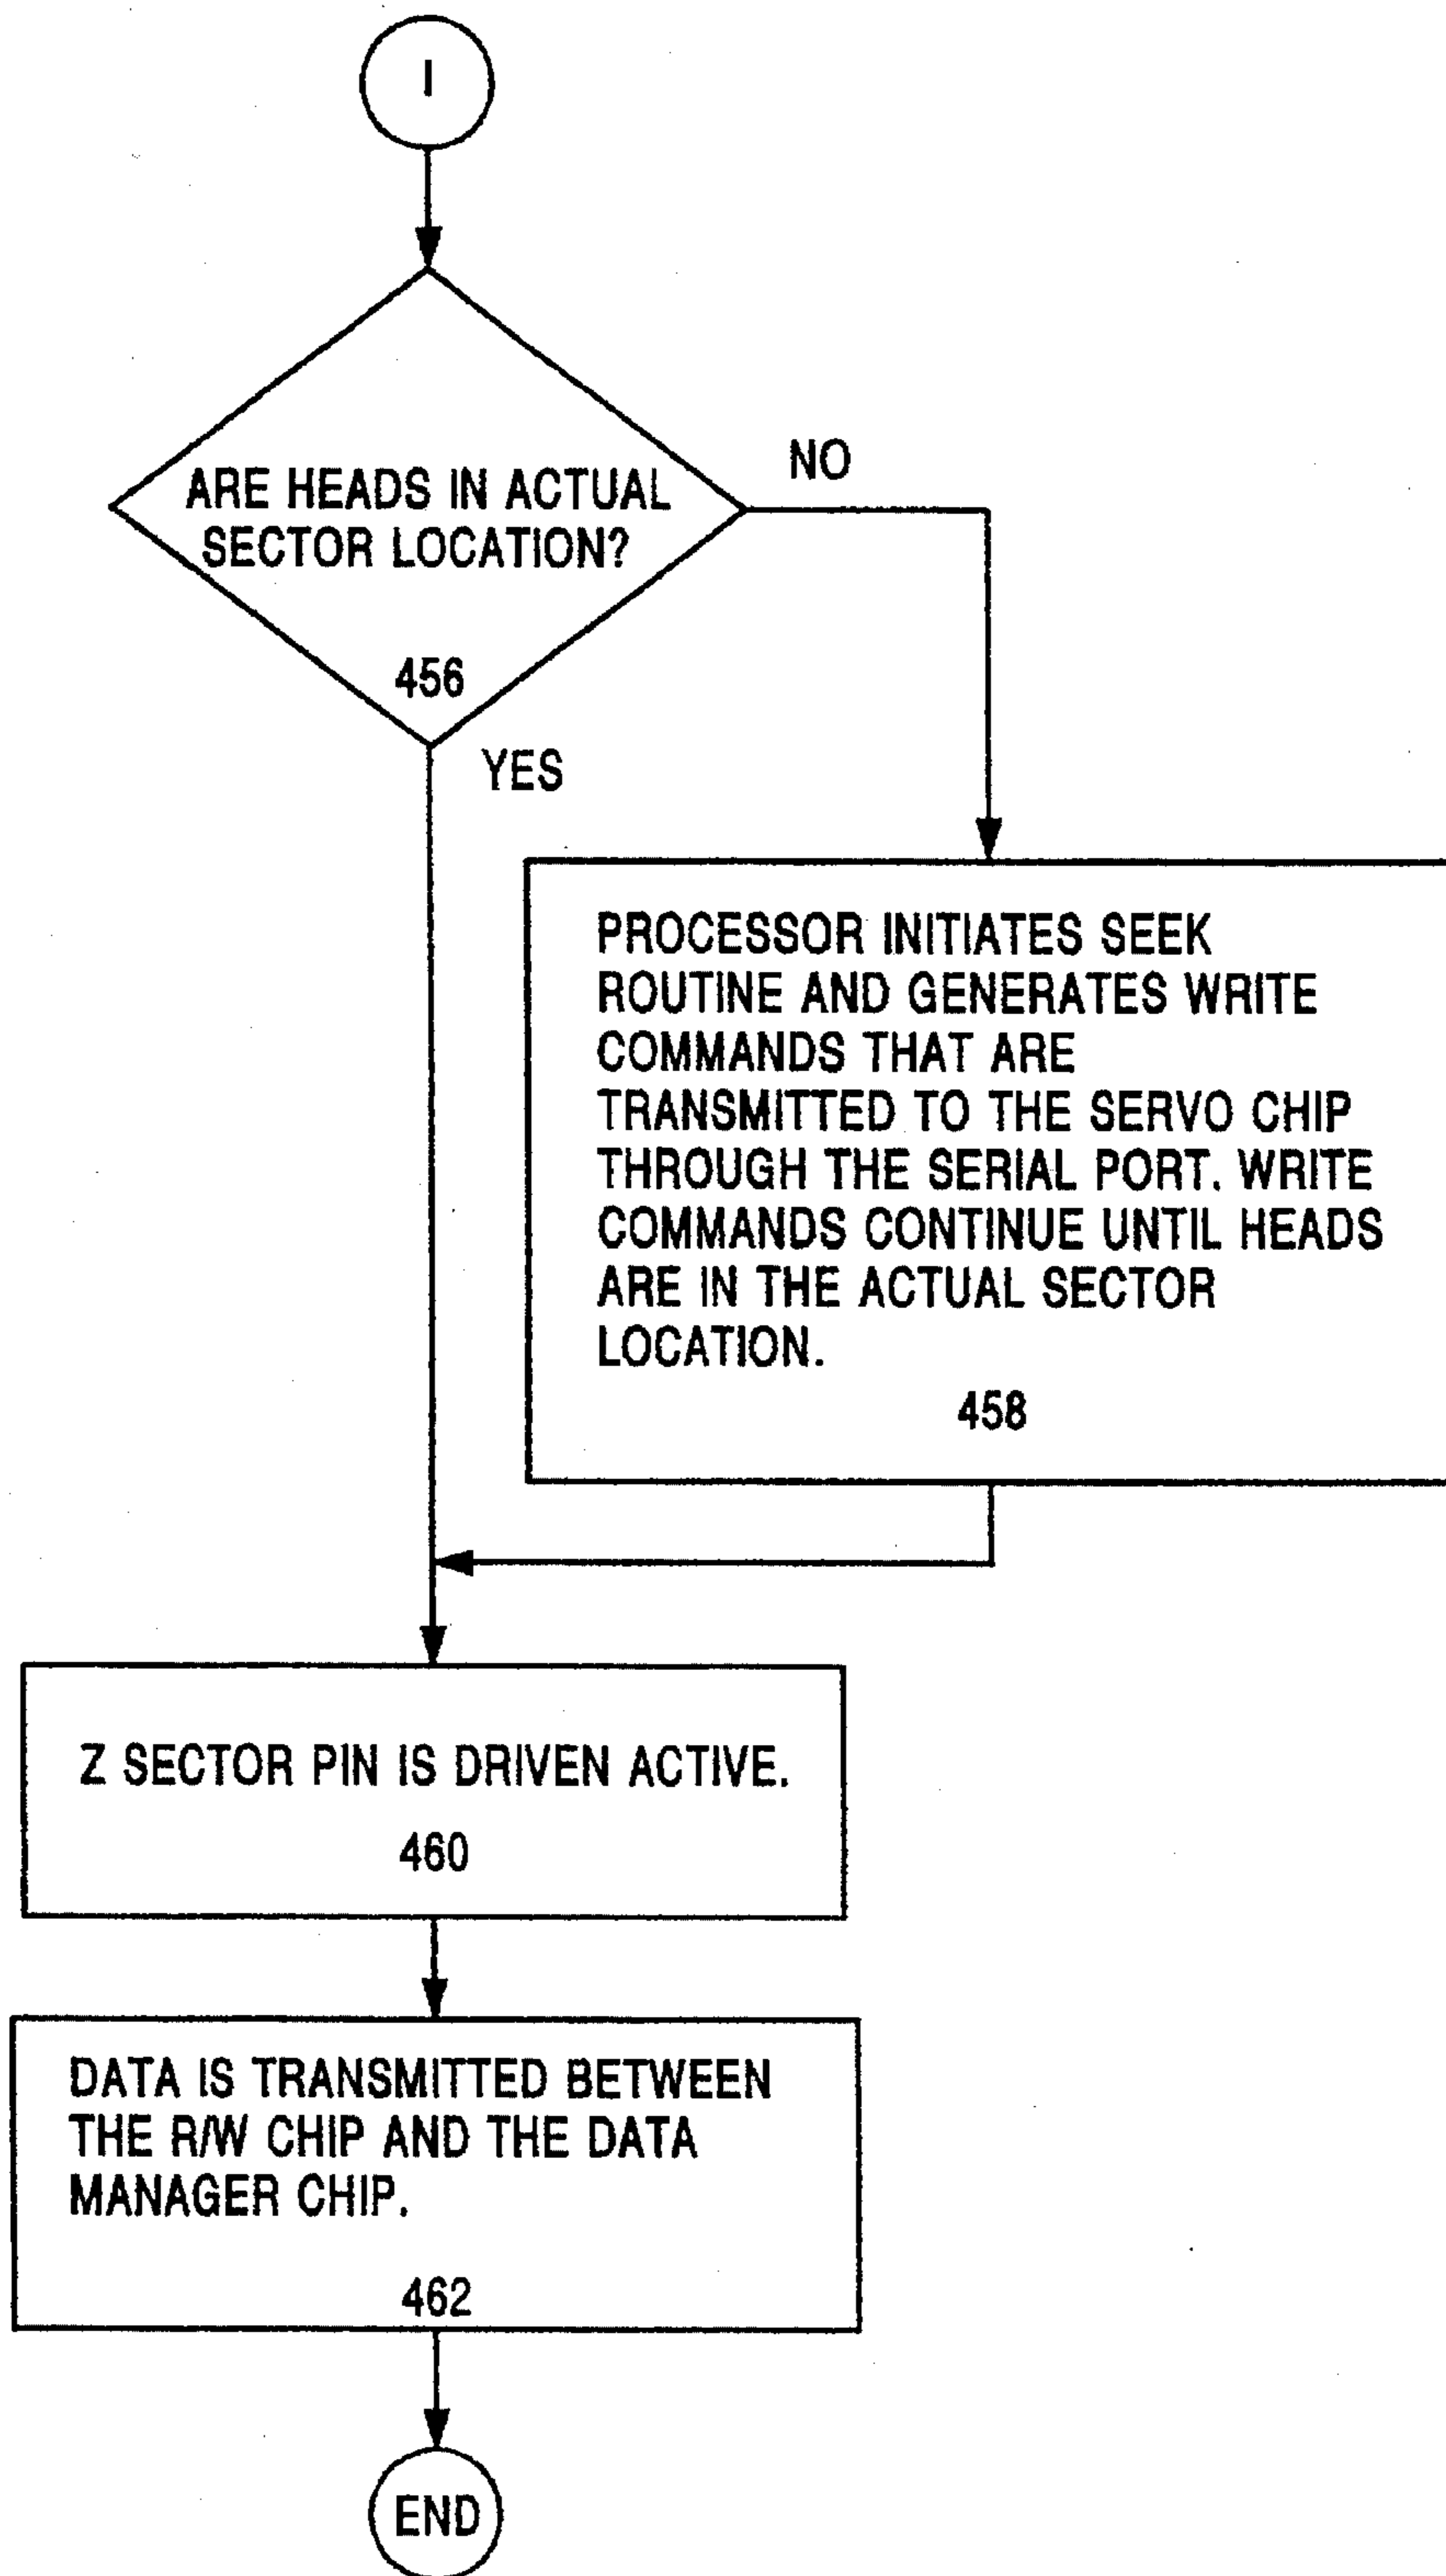 I
ARE HEADS IN ACTUAL
SECTOR LOCATION?
456
NO
YES
PROCESSOR INITIATES SEEK
ROUTINE AND GENERATES WRITE
COMMANDS THAT ARE
TRANSMITTED TO THE SERVO CHIP
THROUGH THE SERIAL PORT. WRITE
COMMANDS CONTINUE UNTIL HEADS
ARE IN THE ACTUAL SECTOR
LOCATION.
458
Z SECTOR PIN IS DRIVEN ACTIVE.
460
DATA IS TRANSMITTED BETWEEN
THE R/W CHIP AND THE DATA
MANAGER CHIP.
462
END